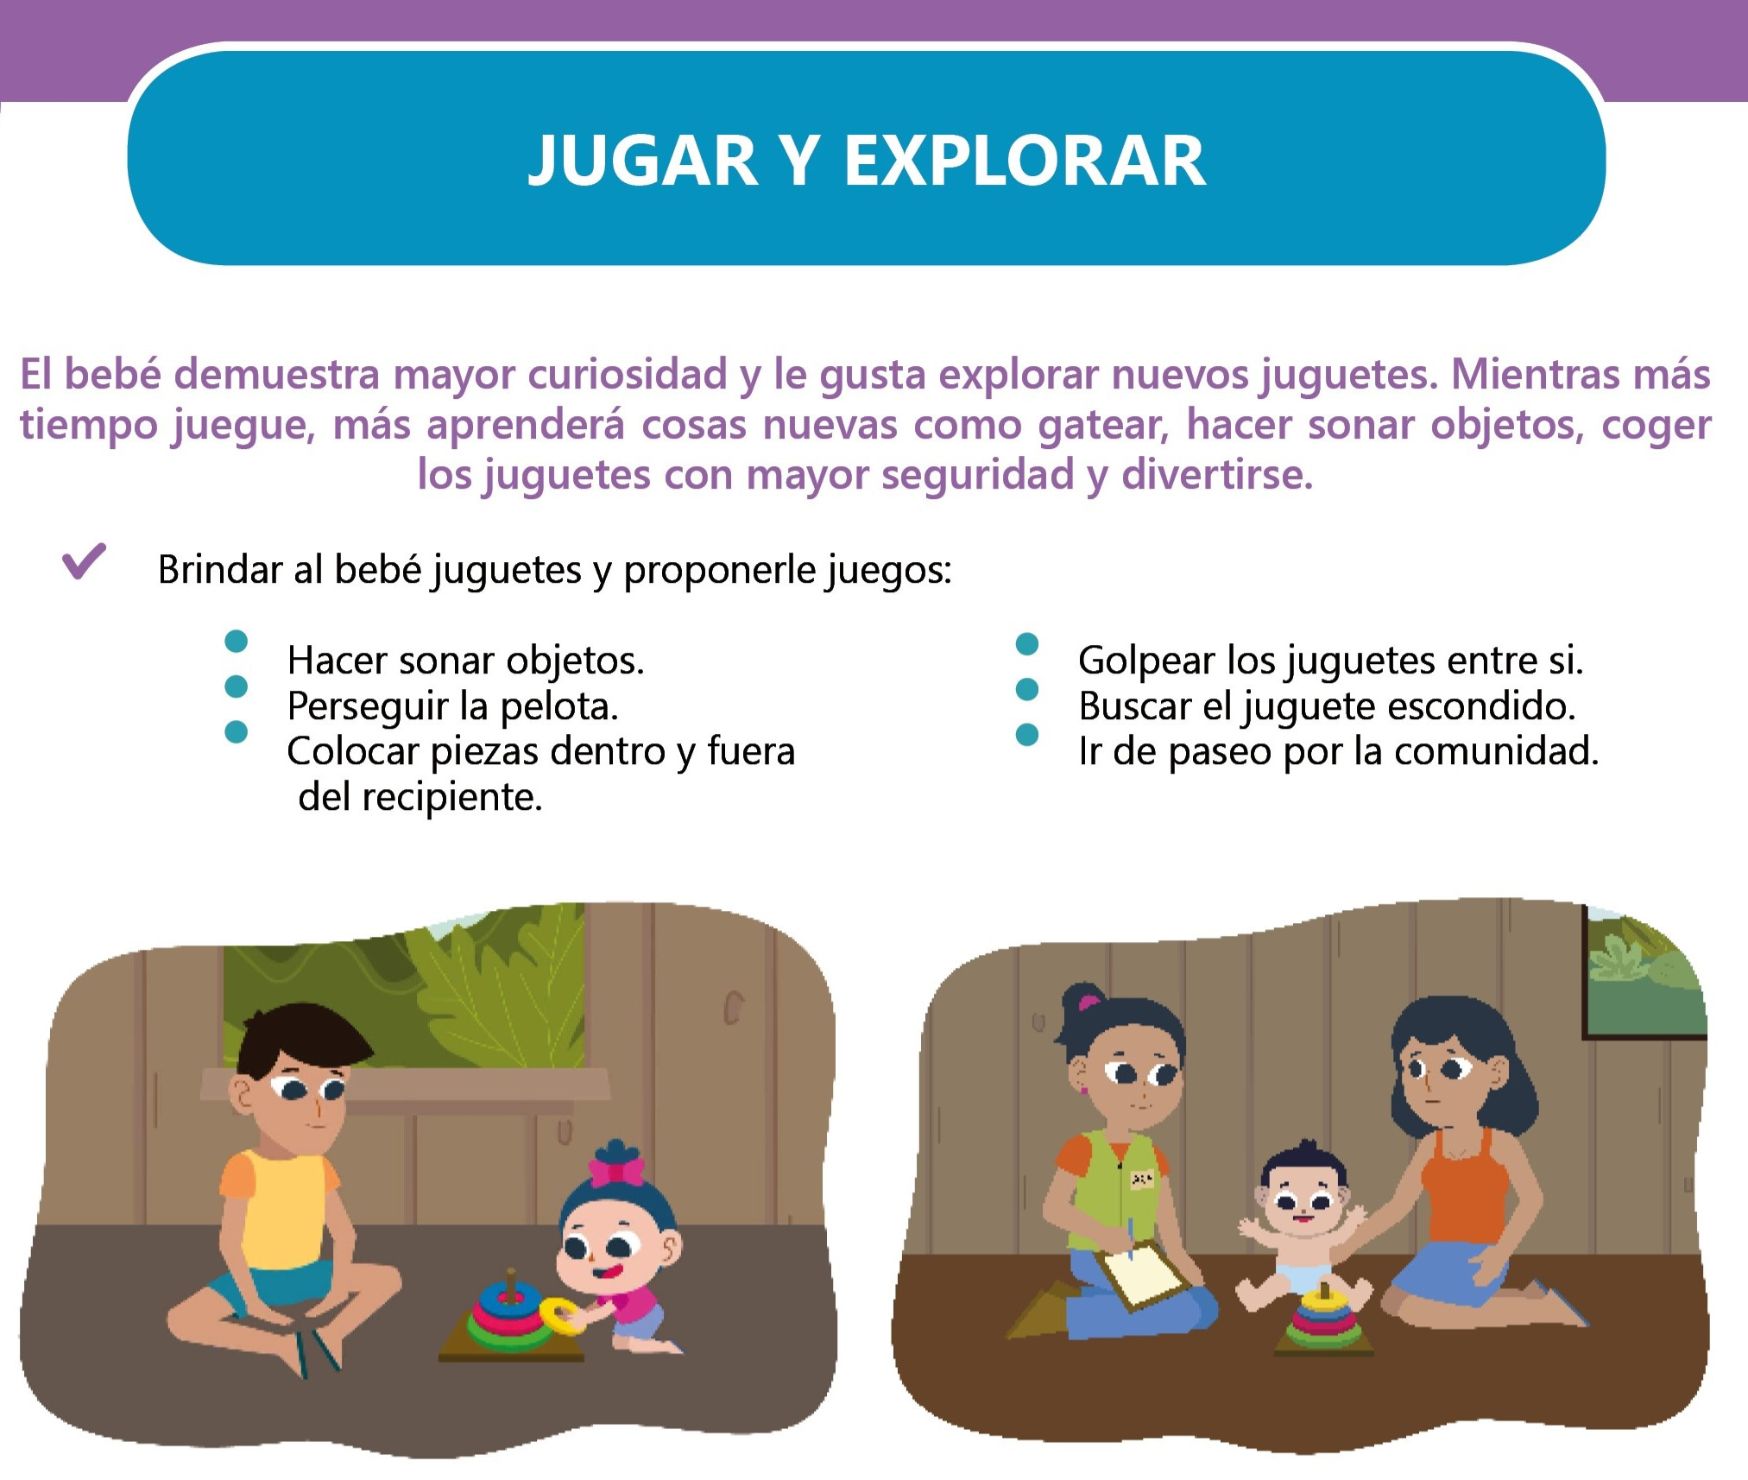 JUGAR Y EXPLORAR
El bebé demuestra mayor curiosidad y le gusta explorar nuevos juguetes. Mientras más
tiempo juegue, más aprenderá cosas nuevas como gatear, hacer sonar objetos, coger
los juguetes con mayor seguridad y divertirse.
Brindar al bebé juguetes y proponerle juegos:
Hacer sonar objetos.
Perseguir la pelota.
Colocar piezas dentro y fuera
del recipiente.
Golpear los juguetes entre si.
Buscar el juguete escondido.
Ir de paseo por la comunidad.